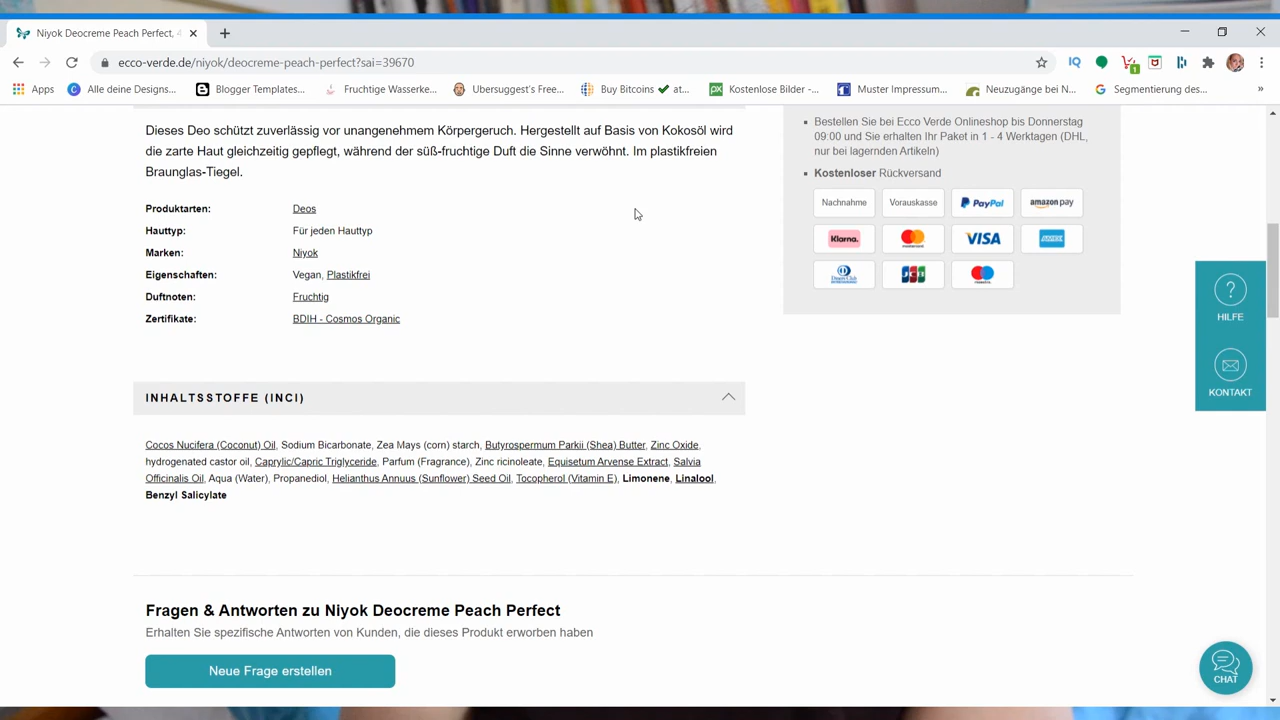 Niyok Deocreme Peach Perfect, 4
ecco-verde.de/niyok/deocreme-peach-perfect?sai=39670
IQ
1
Apps
Alle deine Designs...
Blogger Templates...
Fruchtige Wasserke...
Ubersuggest's Free...
Buy Bitcoins ✔ at...
Kostenlose Bilder -...
Muster Impressum...
Neuzugänge bei N...
Segmentierung des...
»
Dieses Deo schützt zuverlässig vor unangenehmem Körpergeruch. Hergestellt auf Basis von Kokosöl wird
die zarte Haut gleichzeitig gepflegt, während der süß-fruchtige Duft die Sinne verwöhnt. Im plastikfreien
Braunglas-Tiegel.
Produktarten: Deos
Hauttyp: Für jeden Hauttyp
Marken: Niyok
Eigenschaften: Vegan, Plastikfrei
Duftnoten: Fruchtig
Zertifikate: BDIH - Cosmos Organic
INHALTSSTOFFE (INCI)
Cocos Nucifera (Coconut) Oil, Sodium Bicarbonate, Zea Mays (corn) starch, Butyrospermum Parkii (Shea) Butter, Zinc Oxide,
hydrogenated castor oil, Caprylic/Capric Triglyceride, Parfum (Fragrance), Zinc ricinoleate, Equisetum Arvense Extract, Salvia
Officinalis Oil, Aqua (Water), Propanediol, Helianthus Annuus (Sunflower) Seed Oil, Tocopherol (Vitamin E), Limonene, Linalool,
Benzyl Salicylate
Fragen & Antworten zu Niyok Deocreme Peach Perfect
Erhalten Sie spezifische Antworten von Kunden, die dieses Produkt erworben haben
Neue Frage erstellen
Bestellen Sie bei Ecco Verde Onlineshop bis Donnerstag
09:00 und Sie erhalten Ihr Paket in 1 - 4 Werktagen (DHL,
nur bei lagernden Artikeln)
Kostenloser Rückversand
Nachnahme
Vorauskasse
PayPal
amazon pay
Klarna.
mastercard
VISA
JCB
?
HILFE
KONTAKT
CHAT